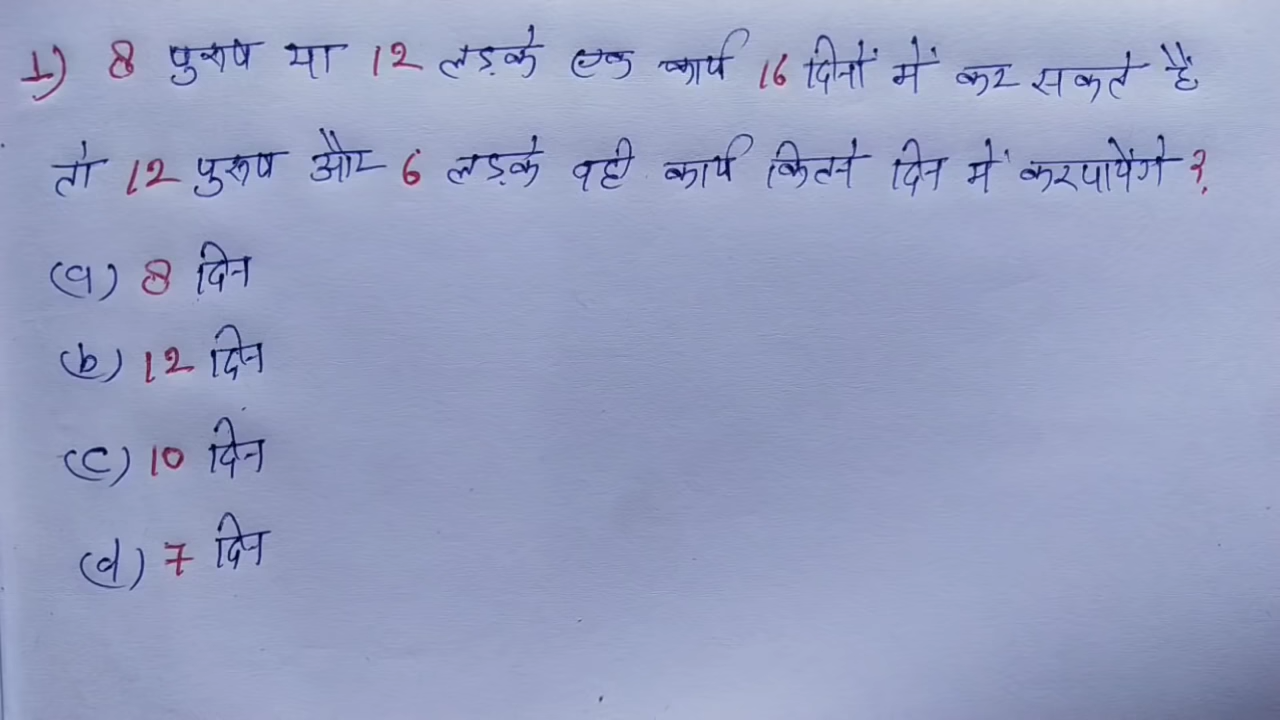 1) 8 पुरुष या 12 लड़के एक कार्य 16 दिनों में कर सकते हैं
तो 12 पुरुष और 6 लड़के वही कार्य कितने दिन में करपायेंगे ?
(a) 8 दिन
(b) 12 दिन
(c) 10 दिन
(d) 7 दिन